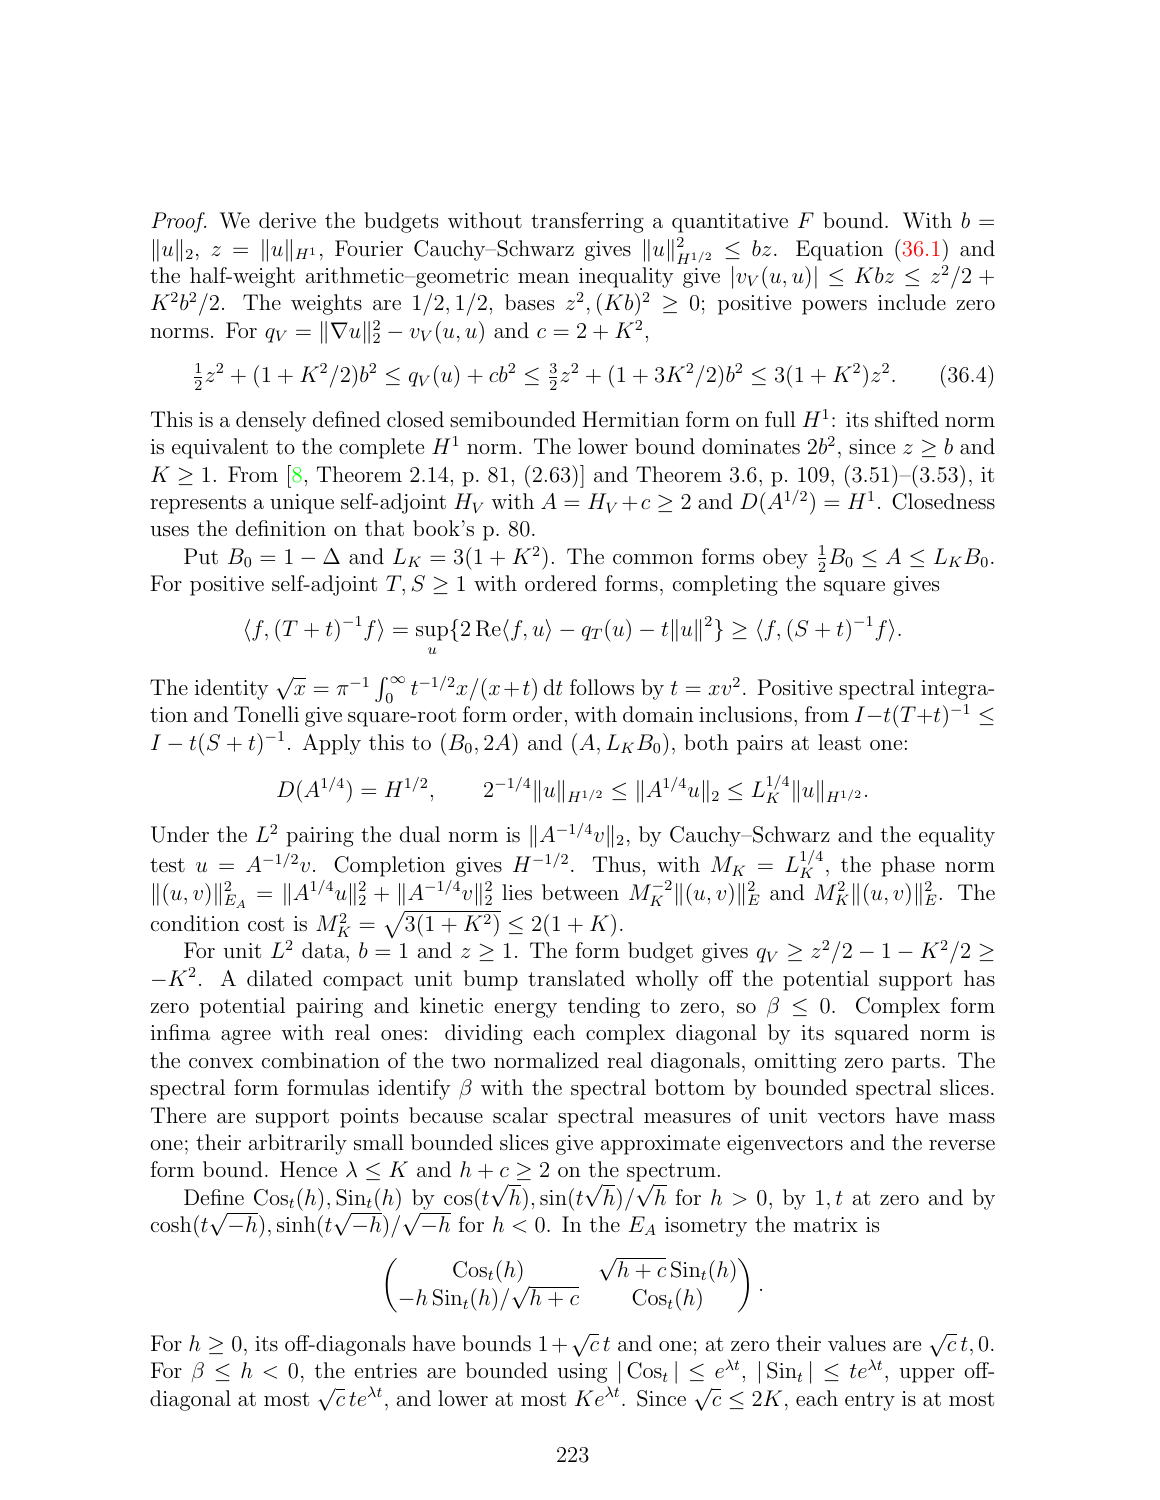 Proof. We derive the budgets without transferring a quantitative F bound. With b =
‖u‖₂, z = ‖u‖_{H¹}, Fourier Cauchy–Schwarz gives ‖u‖²_{H^{1/2}} ≤ bz. Equation (36.1) and
the half-weight arithmetic–geometric mean inequality give |v_V(u, u)| ≤ Kbz ≤ z²/2 +
K²b²/2. The weights are 1/2, 1/2, bases z², (Kb)² ≥ 0; positive powers include zero
norms. For q_V = ‖∇u‖²₂ − v_V(u, u) and c = 2 + K²,
½z² + (1 + K²/2)b² ≤ q_V(u) + cb² ≤ 3/2 z² + (1 + 3K²/2)b² ≤ 3(1 + K²)z². (36.4)
This is a densely defined closed semibounded Hermitian form on full H¹: its shifted norm
is equivalent to the complete H¹ norm. The lower bound dominates 2b², since z ≥ b and
K ≥ 1. From [8, Theorem 2.14, p. 81, (2.63)] and Theorem 3.6, p. 109, (3.51)–(3.53), it
represents a unique self-adjoint H_V with A = H_V + c ≥ 2 and D(A^{1/2}) = H¹. Closedness
uses the definition on that book's p. 80.
Put B₀ = 1 − Δ and L_K = 3(1 + K²). The common forms obey ½B₀ ≤ A ≤ L_K B₀.
For positive self-adjoint T, S ≥ 1 with ordered forms, completing the square gives
⟨f, (T + t)^{−1}f⟩ = sup_u{2 Re⟨f, u⟩ − q_T(u) − t‖u‖²} ≥ ⟨f, (S + t)^{−1}f⟩.
The identity √x = π^{−1} ∫₀^∞ t^{−1/2}x/(x+t) dt follows by t = xv². Positive spectral integra-
tion and Tonelli give square-root form order, with domain inclusions, from I−t(T+t)^{−1} ≤
I − t(S + t)^{−1}. Apply this to (B₀, 2A) and (A, L_K B₀), both pairs at least one:
D(A^{1/4}) = H^{1/2}, 2^{−1/4}‖u‖_{H^{1/2}} ≤ ‖A^{1/4}u‖₂ ≤ L_K^{1/4}‖u‖_{H^{1/2}}.
Under the L² pairing the dual norm is ‖A^{−1/4}v‖₂, by Cauchy–Schwarz and the equality
test u = A^{−1/2}v. Completion gives H^{−1/2}. Thus, with M_K = L_K^{1/4}, the phase norm
‖(u, v)‖²_{E_A} = ‖A^{1/4}u‖²₂ + ‖A^{−1/4}v‖²₂ lies between M_K^{−2}‖(u, v)‖²_E and M_K²‖(u, v)‖²_E. The
condition cost is M_K² = √(3(1 + K²)) ≤ 2(1 + K).
For unit L² data, b = 1 and z ≥ 1. The form budget gives q_V ≥ z²/2 − 1 − K²/2 ≥
−K². A dilated compact unit bump translated wholly off the potential support has
zero potential pairing and kinetic energy tending to zero, so β ≤ 0. Complex form
infima agree with real ones: dividing each complex diagonal by its squared norm is
the convex combination of the two normalized real diagonals, omitting zero parts. The
spectral form formulas identify β with the spectral bottom by bounded spectral slices.
There are support points because scalar spectral measures of unit vectors have mass
one; their arbitrarily small bounded slices give approximate eigenvectors and the reverse
form bound. Hence λ ≤ K and h + c ≥ 2 on the spectrum.
Define Cos_t(h), Sin_t(h) by cos(t√h), sin(t√h)/√h for h > 0, by 1, t at zero and by
cosh(t√−h), sinh(t√−h)/√−h for h < 0. In the E_A isometry the matrix is
( Cos_t(h) √(h + c) Sin_t(h)
−h Sin_t(h)/√(h + c) Cos_t(h) ).
For h ≥ 0, its off-diagonals have bounds 1+√c t and one; at zero their values are √c t, 0.
For β ≤ h < 0, the entries are bounded using | Cos_t | ≤ e^{λt}, | Sin_t | ≤ te^{λt}, upper off-
diagonal at most √c te^{λt}, and lower at most Ke^{λt}. Since √c ≤ 2K, each entry is at most
223